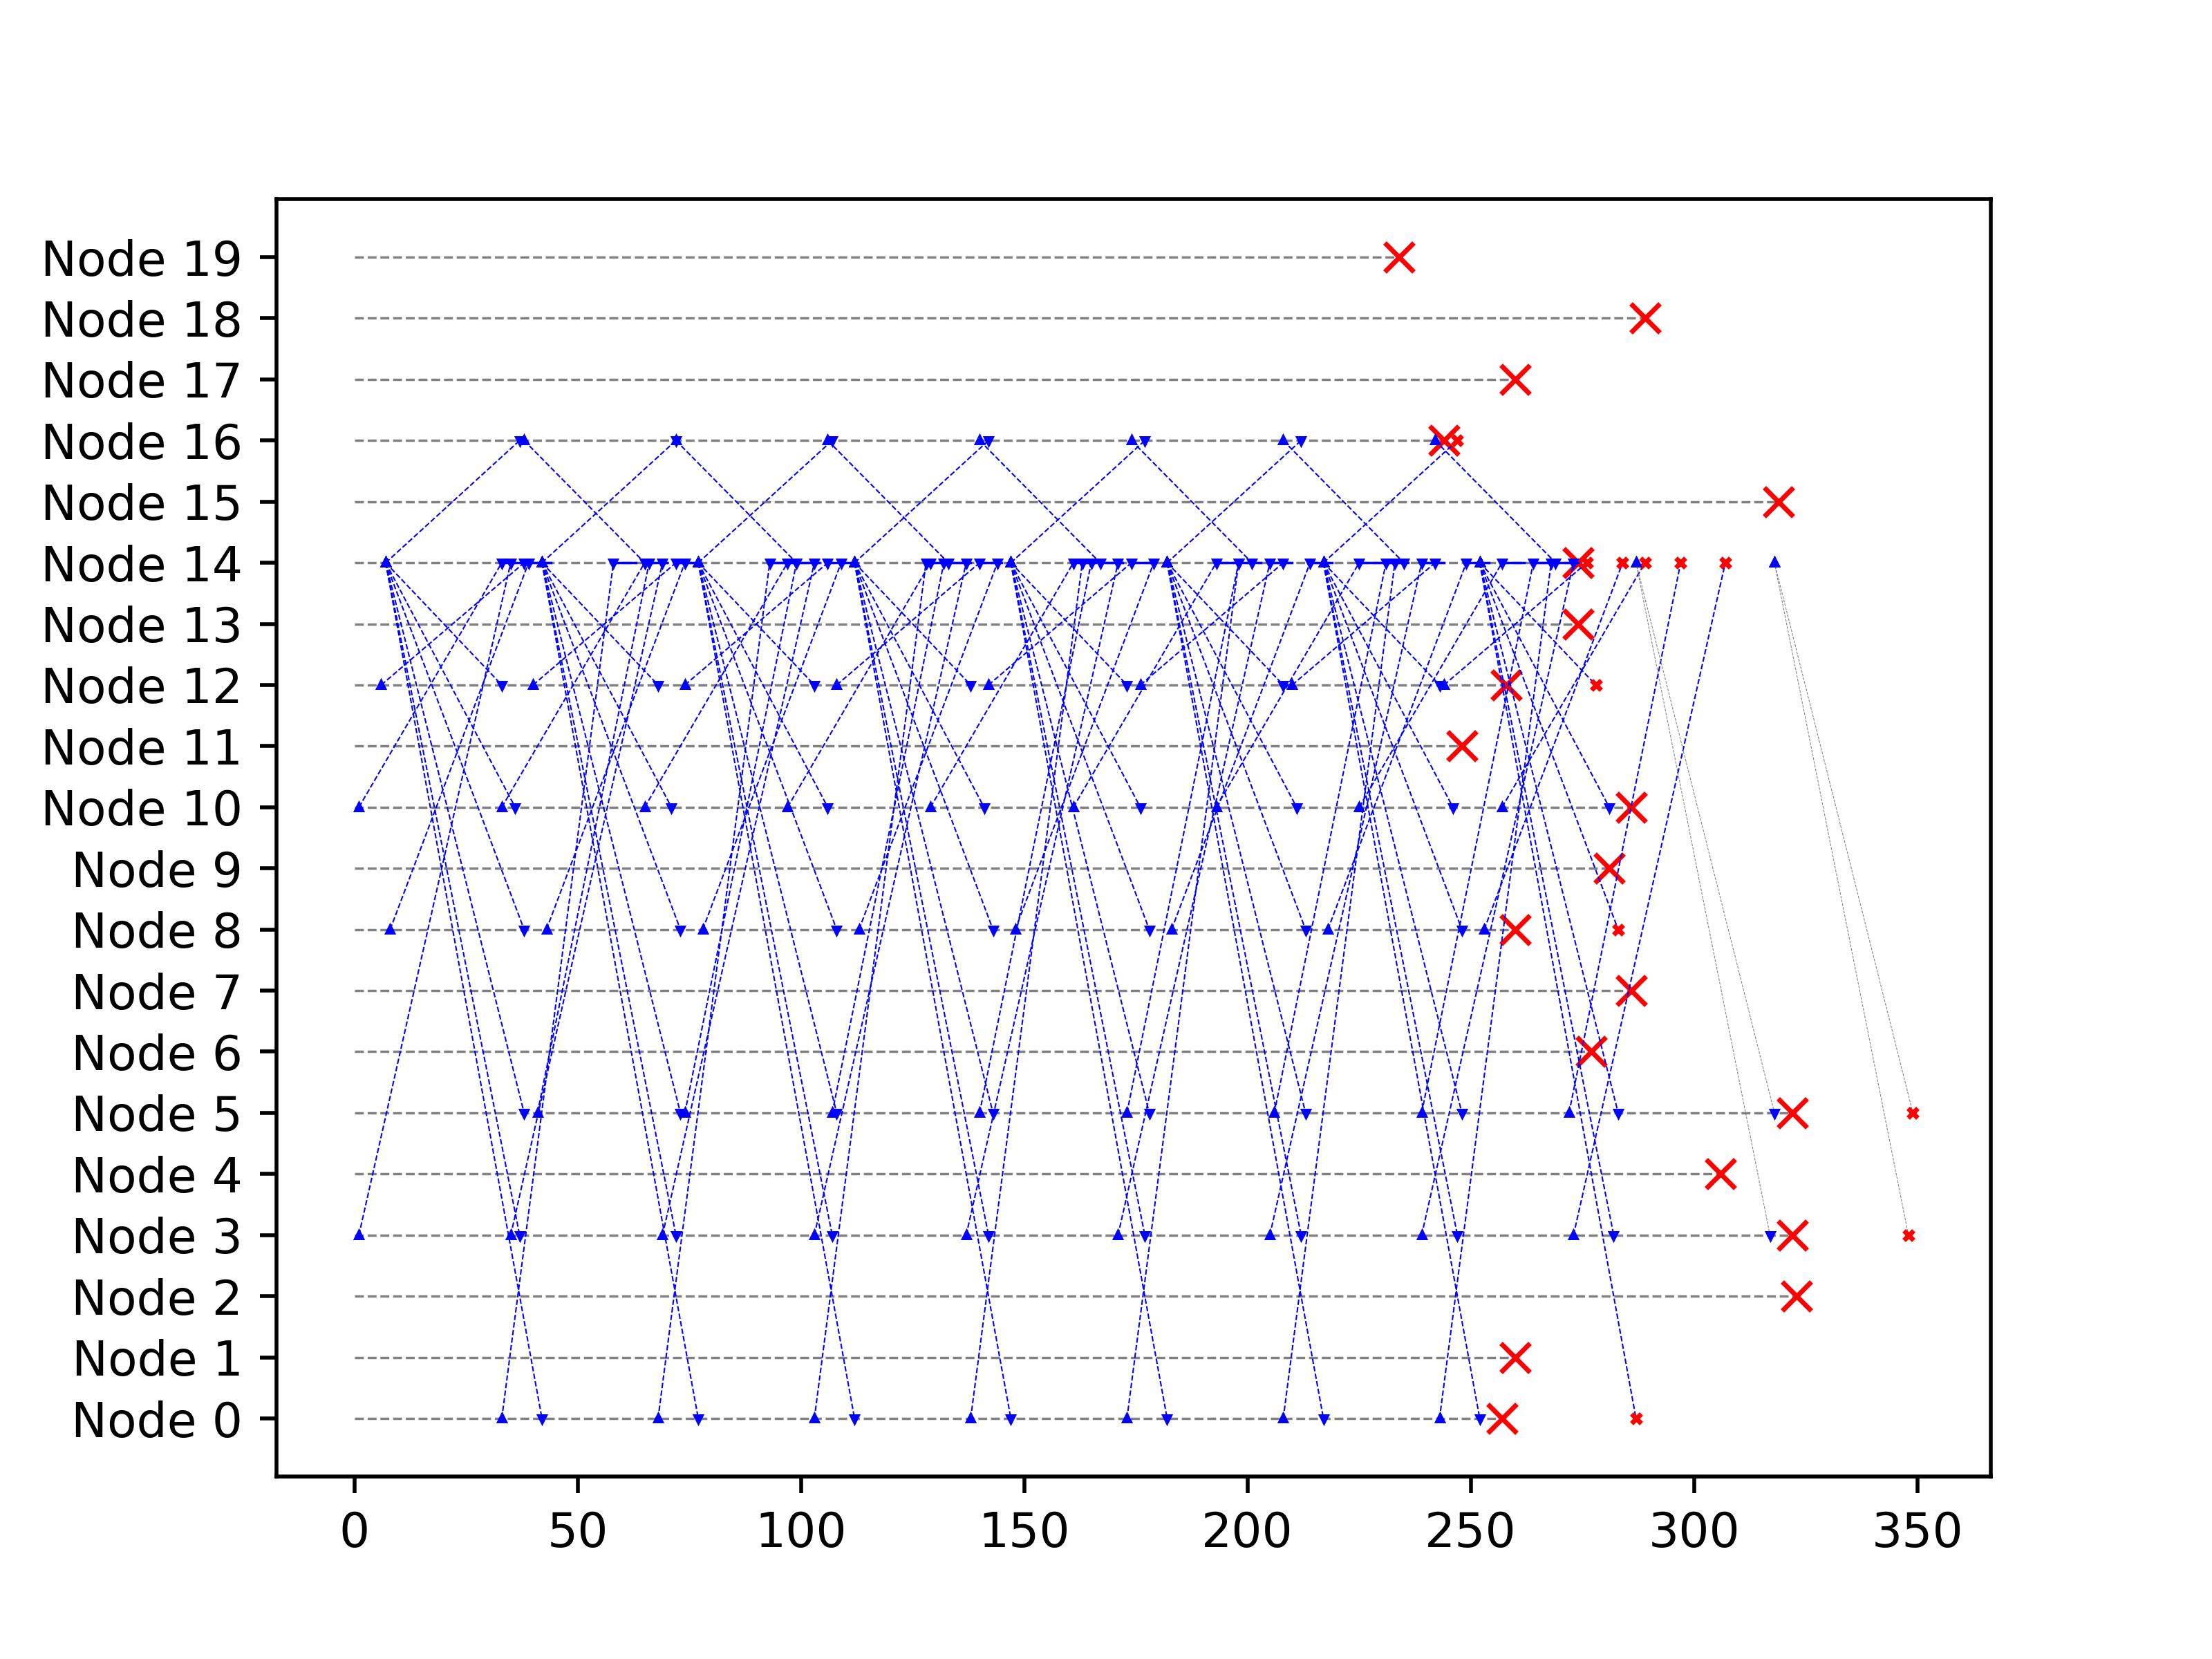 Node 19
Node 18
Node 17
Node 16
Node 15
Node 14
Node 13
Node 12
Node 11
Node 10
Node 9
Node 8
Node 7
Node 6
Node 5
Node 4
Node 3
Node 2
Node 1
Node 0
0 50 100 150 200 250 300 350